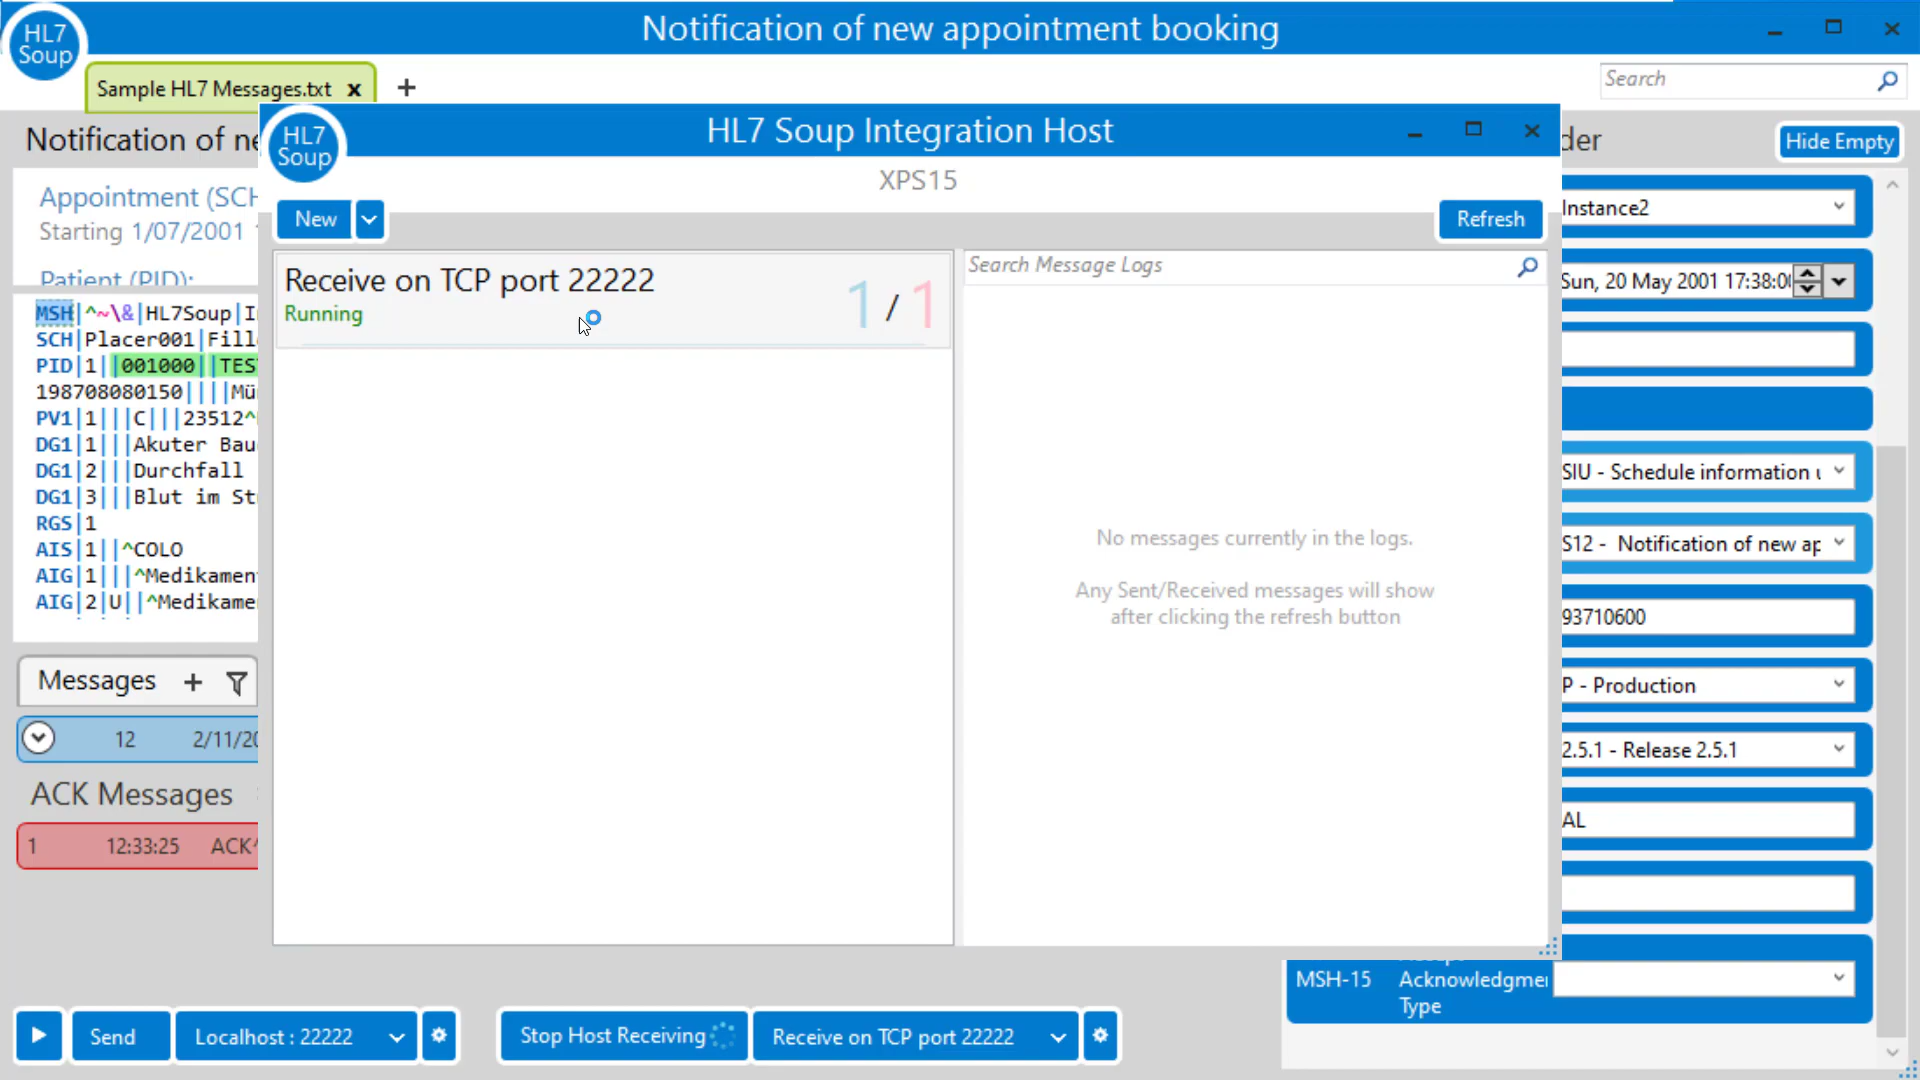 HL7
Soup
Notification of new appointment booking
Sample HL7 Messages.txt x +
Search
Notification of ne
der
Hide Empty
Appointment (SCH
Starting 1/07/2001
Patient (PID):
MSH|^~\&|HL7Soup|I
SCH|Placer001|Fill
PID|1||001000||TES
198708080150||||Mü
PV1|1|||C|||23512^
DG1|1|||Akuter Bau
DG1|2|||Durchfall
DG1|3|||Blut im St
RGS|1
AIS|1||^COLO
AIG|1|||^Medikamen
AIG|2|U||^Medikame
Messages +
12 2/11/20
ACK Messages
1 12:33:25 ACK^
HL7
Soup
HL7 Soup Integration Host
XPS15
New
Refresh
Receive on TCP port 22222
Running
1 / 1
Search Message Logs
No messages currently in the logs.
Any Sent/Received messages will show
after clicking the refresh button
Instance2
Sun, 20 May 2001 17:38:0
SIU - Schedule information
S12 - Notification of new ap
93710600
P - Production
2.5.1 - Release 2.5.1
AL
MSH-15
Acknowledgme
Type
Send
Localhost : 22222
Stop Host Receiving
Receive on TCP port 22222